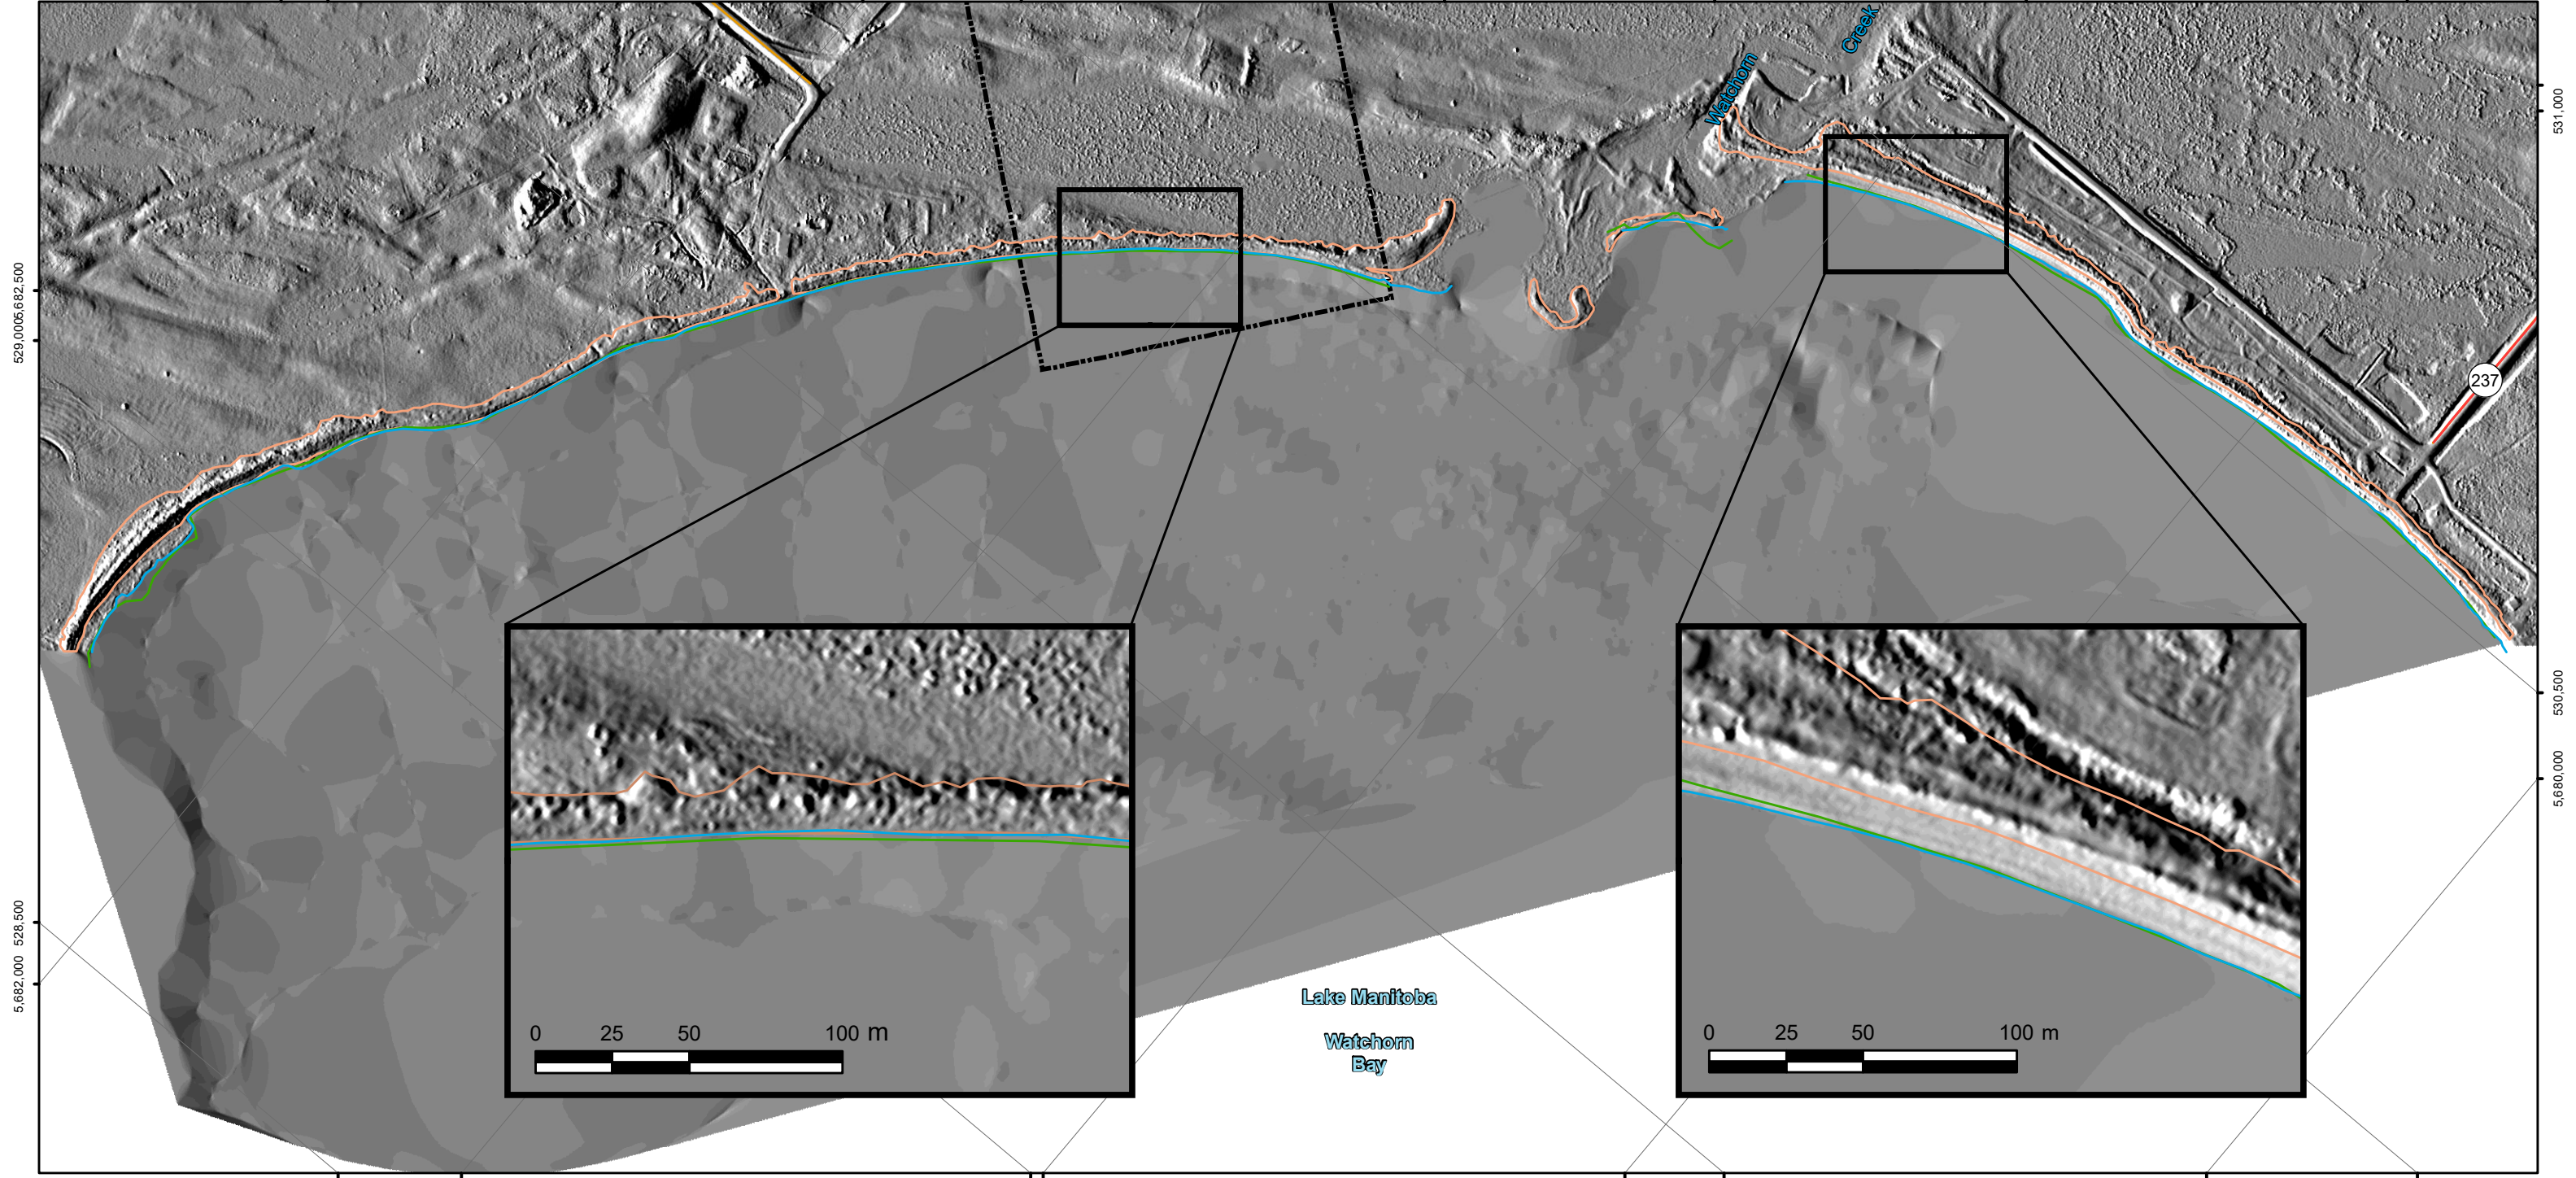 Watchorn
Creek
531,000
5,682,500
529,000
237
530,500
5,680,000
528,500
5,682,000
0 25 50 100 m
0 25 50 100 m
Lake Manitoba
Watchorn
Bay